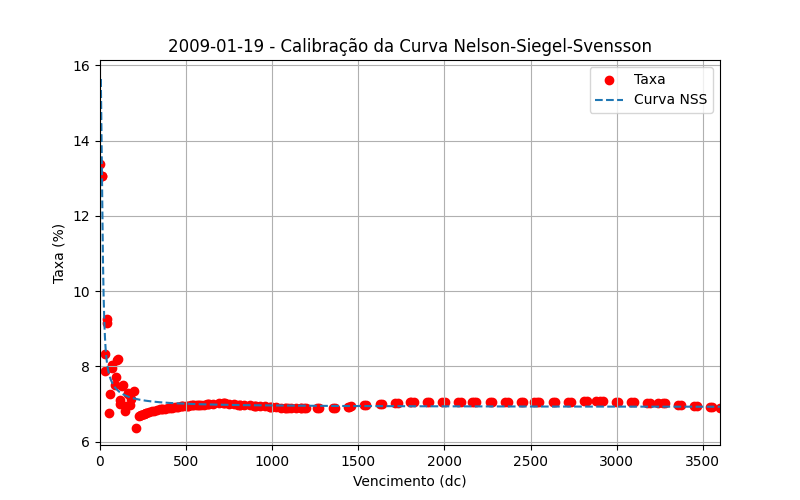 2009-01-19 - Calibração da Curva Nelson-Siegel-Svensson
Taxa
Curva NSS
Taxa (%)
16
14
12
10
8
6
0 500 1000 1500 2000 2500 3000 3500
Vencimento (dc)